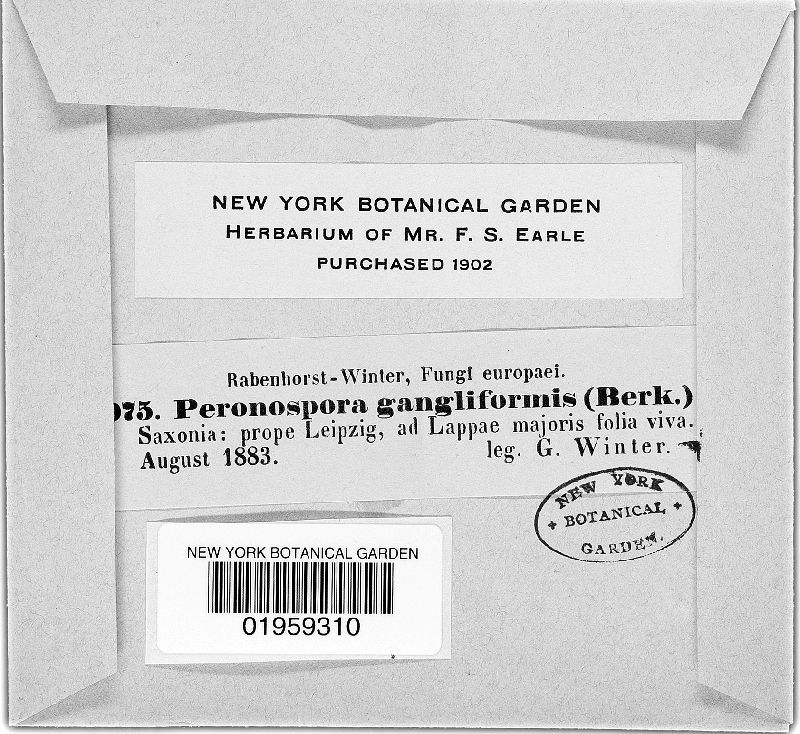 NEW YORK BOTANICAL GARDEN
HERBARIUM OF MR. F. S. EARLE
PURCHASED 1902
Rabenhorst-Winter, Fungi europaei.
075. Peronospora gangliformis (Berk.)
Saxonia: prope Leipzig, ad Lappae majoris folia viva.
August 1883. leg. G. Winter.
NEW YORK
BOTANICAL
GARDEN.
NEW YORK BOTANICAL GARDEN
01959310